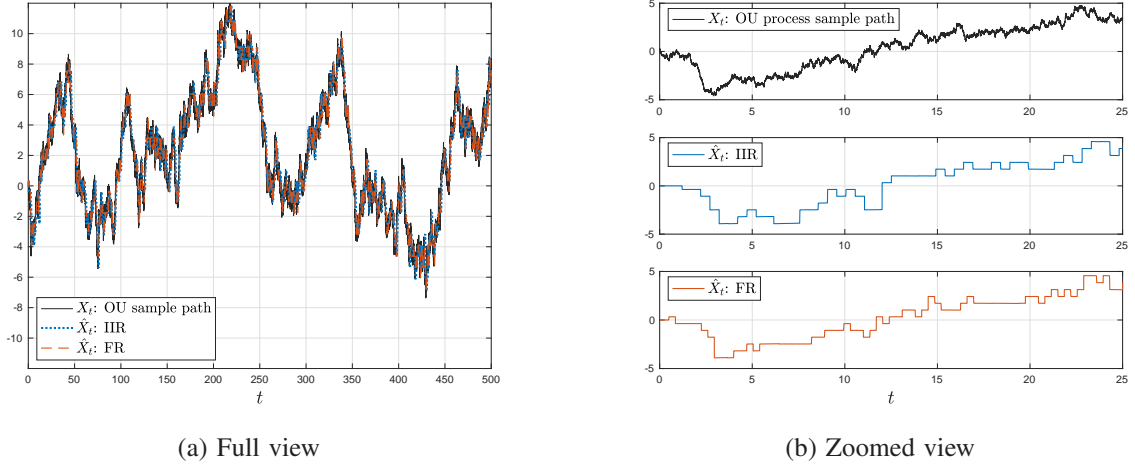 10
8
6
4
2
0
-2
-4
-6
-8
-10
X_t: OU sample path
X̂_t: IIR
X̂_t: FR
0 50 100 150 200 250 300 350 400 450 500
t
(a) Full view
5
0
-5
X_t: OU process sample path
0 5 10 15 20 25
5
0
-5
X̂_t: IIR
0 5 10 15 20 25
5
0
-5
X̂_t: FR
0 5 10 15 20 25
t
(b) Zoomed view